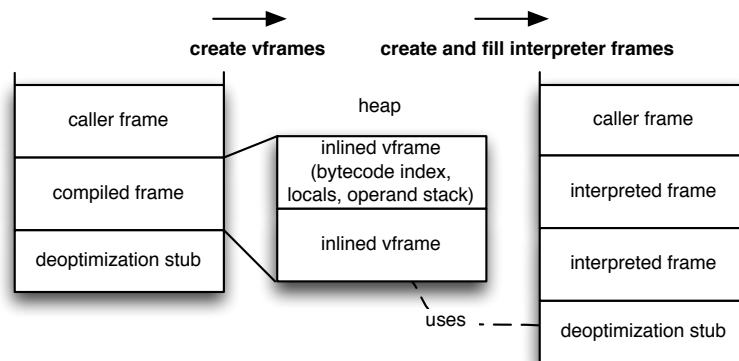 create vframes
create and fill interpreter frames
heap
caller frame
compiled frame
deoptimization stub
inlined vframe
(bytecode index,
locals, operand stack)
inlined vframe
uses
caller frame
interpreted frame
interpreted frame
deoptimization stub